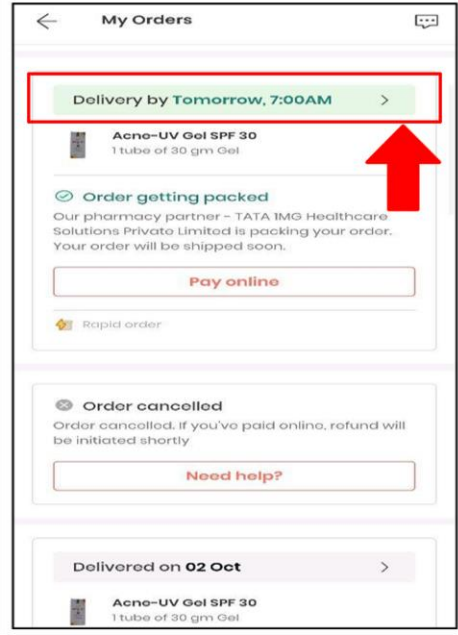 My Orders
Delivery by Tomorrow, 7:00AM
Acne-UV Gel SPF 30
1 tube of 30 gm Gel
Order getting packed
Our pharmacy partner - TATA 1MG Healthcare
Solutions Private Limited is packing your order.
Your order will be shipped soon.
Pay online
Rapid order
Order cancelled
Order cancelled. If you've paid online, refund will
be initiated shortly
Need help?
Delivered on 02 Oct
Acne-UV Gel SPF 30
1 tube of 30 gm Gel